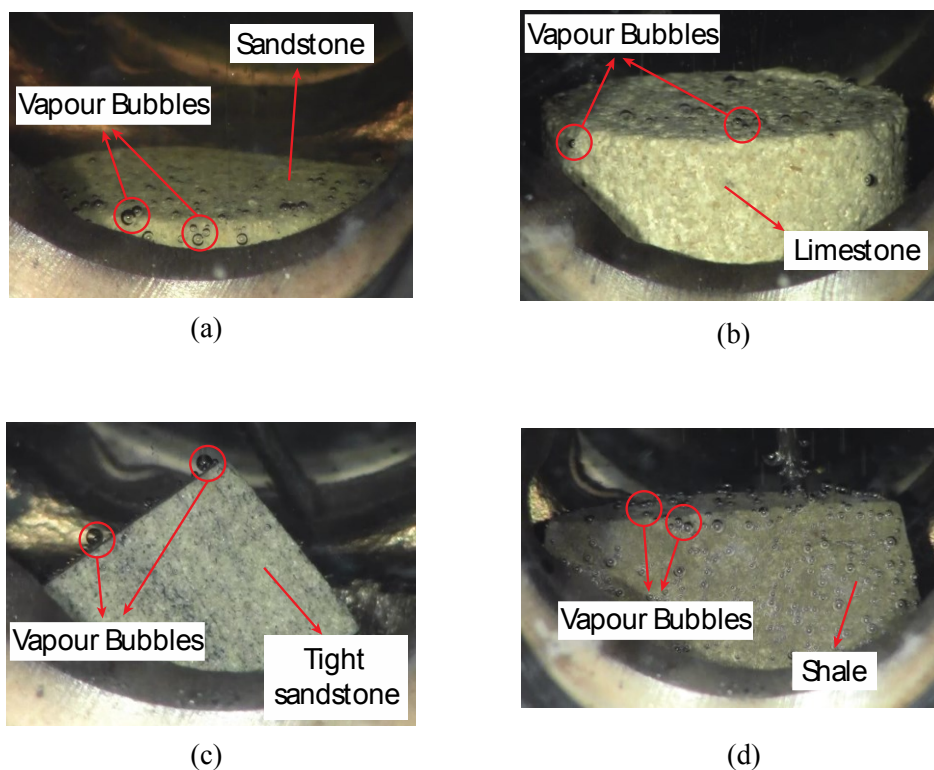 Sandstone
Vapour Bubbles
(a)
Vapour Bubbles
Limestone
(b)
Vapour Bubbles
Tight
sandstone
(c)
Vapour Bubbles
Shale
(d)